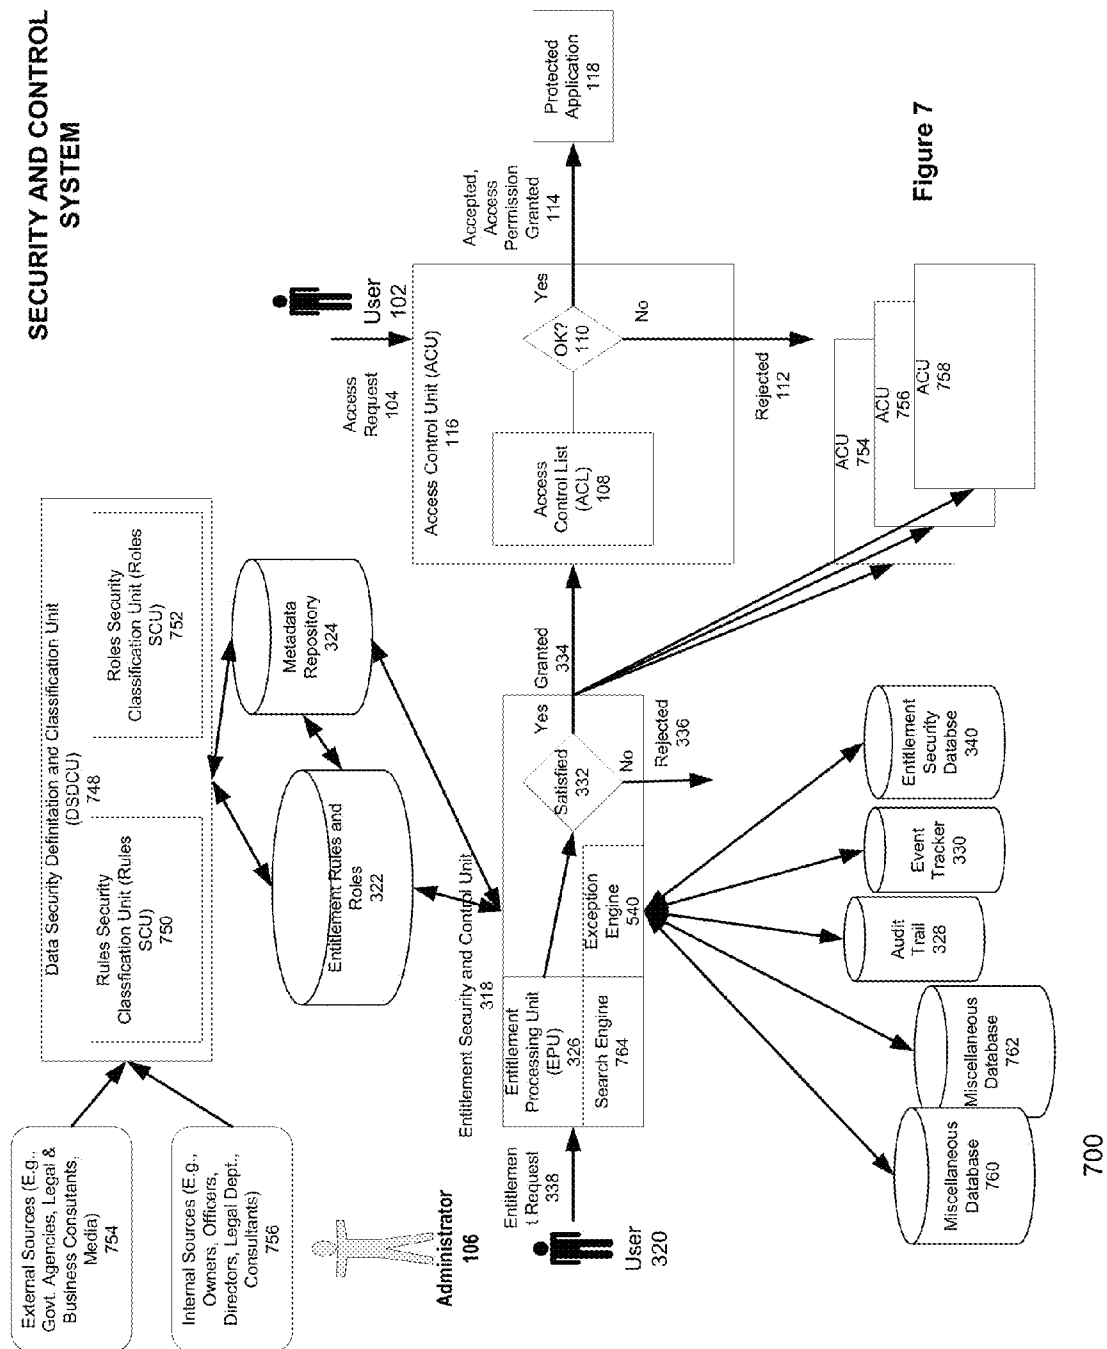 SECURITY AND CONTROL
SYSTEM
External Sources (E.g.,
Govt. Agencies, Legal &
Business Consutants,
Media)
754
Internal Sources (E.g.,
Owners, Officers,
Directors, Legal Dept.,
Consultants)
756
Data Security Definitation and Classification Unit
(DSDCU)
748
Rules Security
Classfication Unit (Rules
SCU)
750
Roles Security
Classification Unit (Roles
SCU)
752
Entitlement Rules and
Roles
322
Metadata
Repository
324
Administrator
106
User
320
Entitlemen
t Request
338
Entitlement Security and Control Unit
318
Entitlement
Processing Unit
(EPU)
326
Search Engine
764
Exception
Engine
540
Satisfied
332
Yes
No
Granted
334
Rejected
336
Access
Request
104
User
102
Access Control Unit (ACU)
116
Access
Control List
(ACL)
108
OK?
110
Yes
No
Accepted,
Access
Permission
Granted
114
Protected
Application
118
Rejected
112
ACU
754
ACU
756
ACU
758
Miscellaneous
Database
760
Miscellaneous
Database
762
Audit
Trail
328
Event
Tracker
330
Entitlement
Security
Databse
340
Figure 7
700